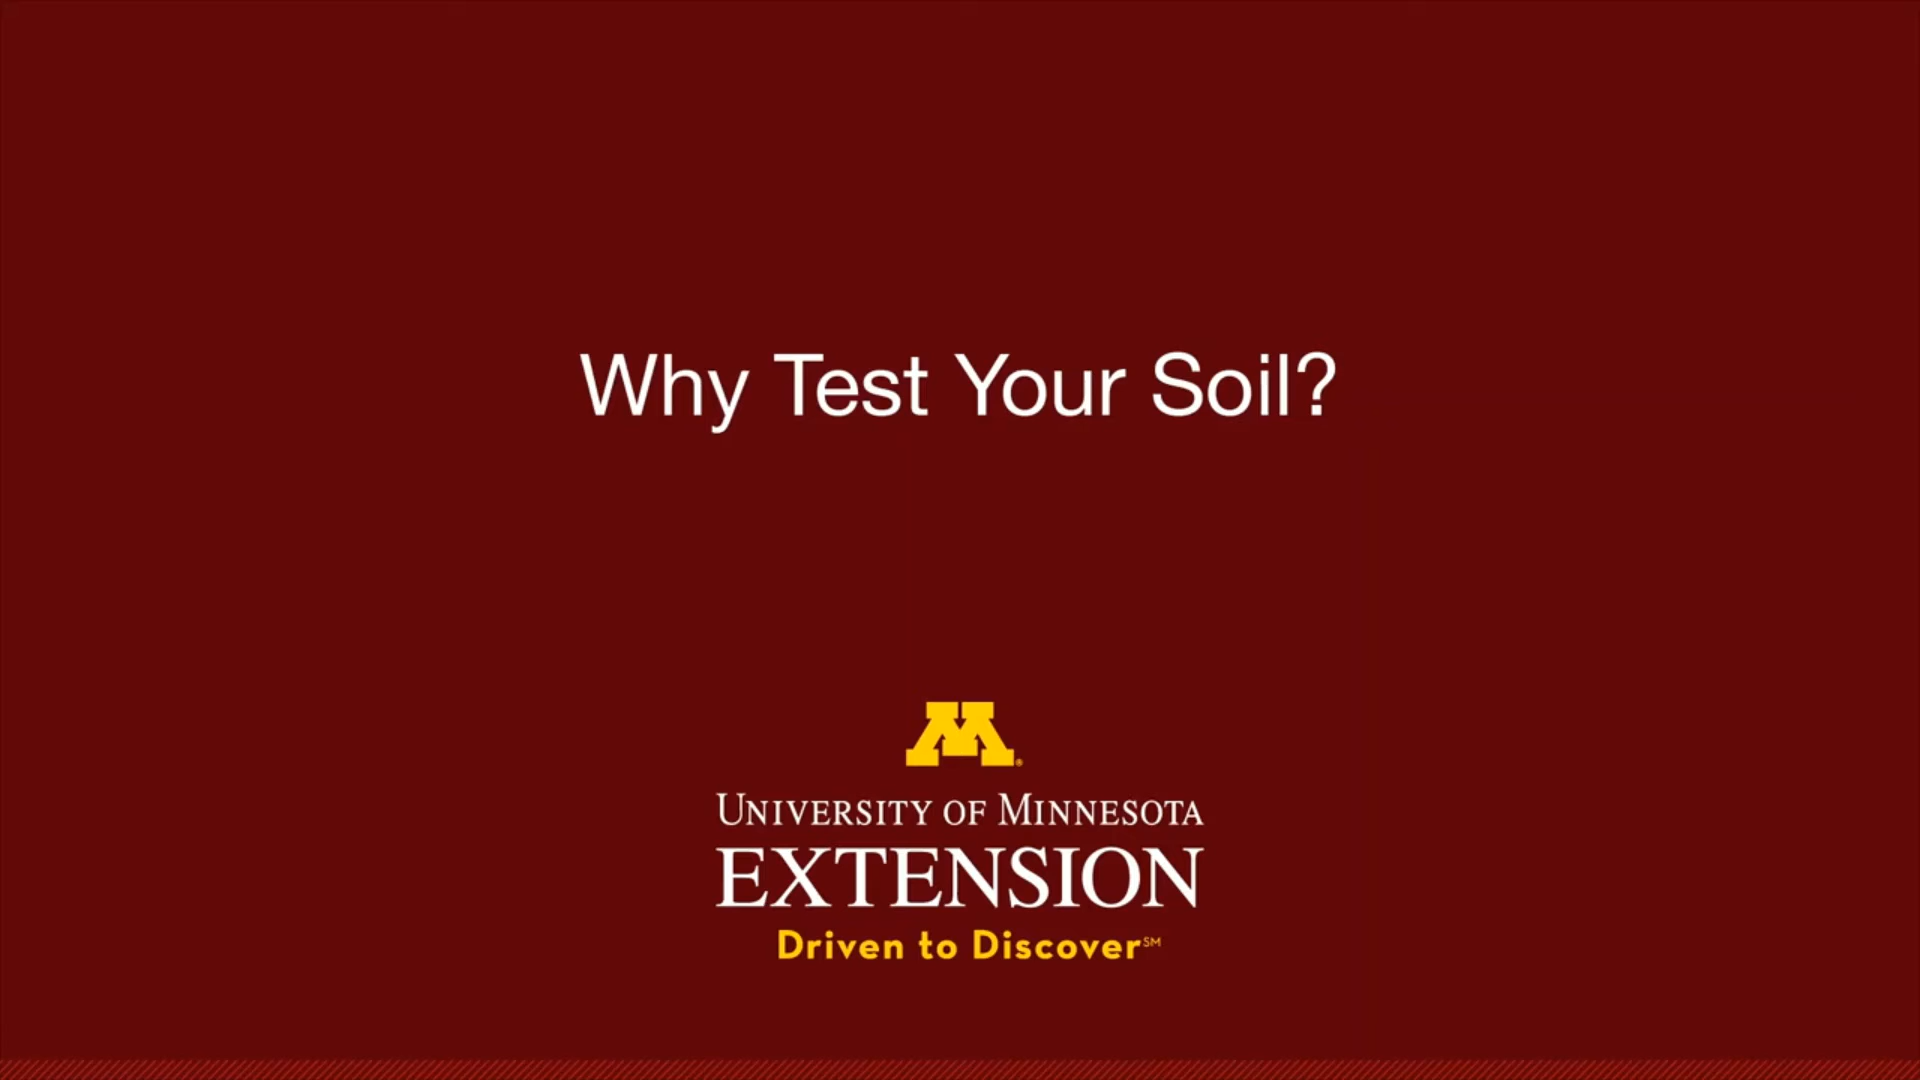 Why Test Your Soil?
M®
UNIVERSITY OF MINNESOTA
EXTENSION
Driven to Discover℠